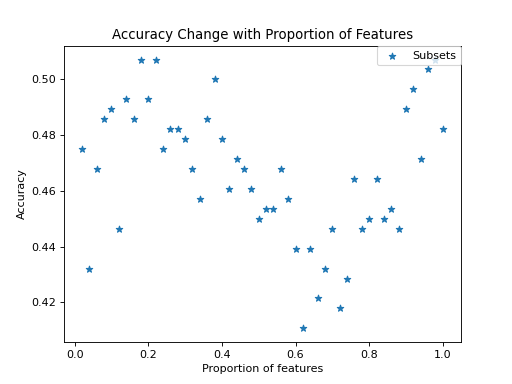 Accuracy Change with Proportion of Features
Subsets
0.50
0.48
0.46
0.44
0.42
Accuracy
0.0 0.2 0.4 0.6 0.8 1.0
Proportion of features